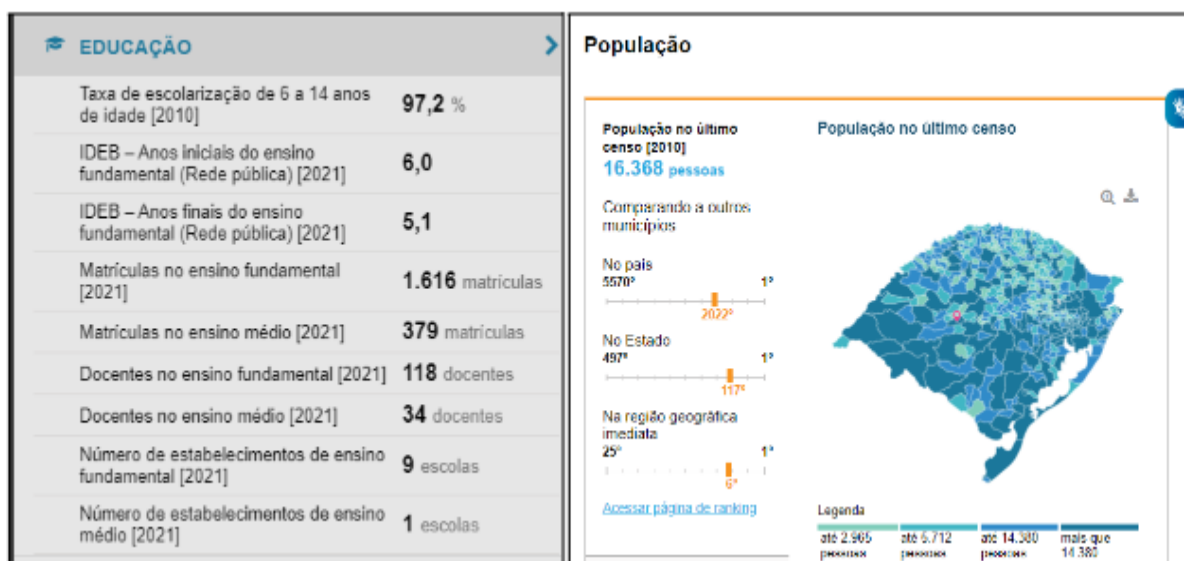 EDUCAÇÃO
Taxa de escolarização de 6 a 14 anos
de idade [2010]
97,2 %
IDEB – Anos iniciais do ensino
fundamental (Rede pública) [2021]
6,0
IDEB – Anos finais do ensino
fundamental (Rede pública) [2021]
5,1
Matrículas no ensino fundamental
[2021]
1.616 matrículas
Matrículas no ensino médio [2021]
379 matrículas
Docentes no ensino fundamental [2021]
118 docentes
Docentes no ensino médio [2021]
34 docentes
Número de estabelecimentos de ensino
fundamental [2021]
9 escolas
Número de estabelecimentos de ensino
médio [2021]
1 escolas
População
População no último
censo [2010]
16.368 pessoas
Comparando a outros
municípios
No país
5570º 1º
2022º
No Estado
497º 1º
117º
Na região geográfica
imediata
25º 1º
6º
Acessar página de ranking
População no último censo
Legenda
até 2.965
pessoas
até 5.712
pessoas
até 14.380
pessoas
mais que
14.380